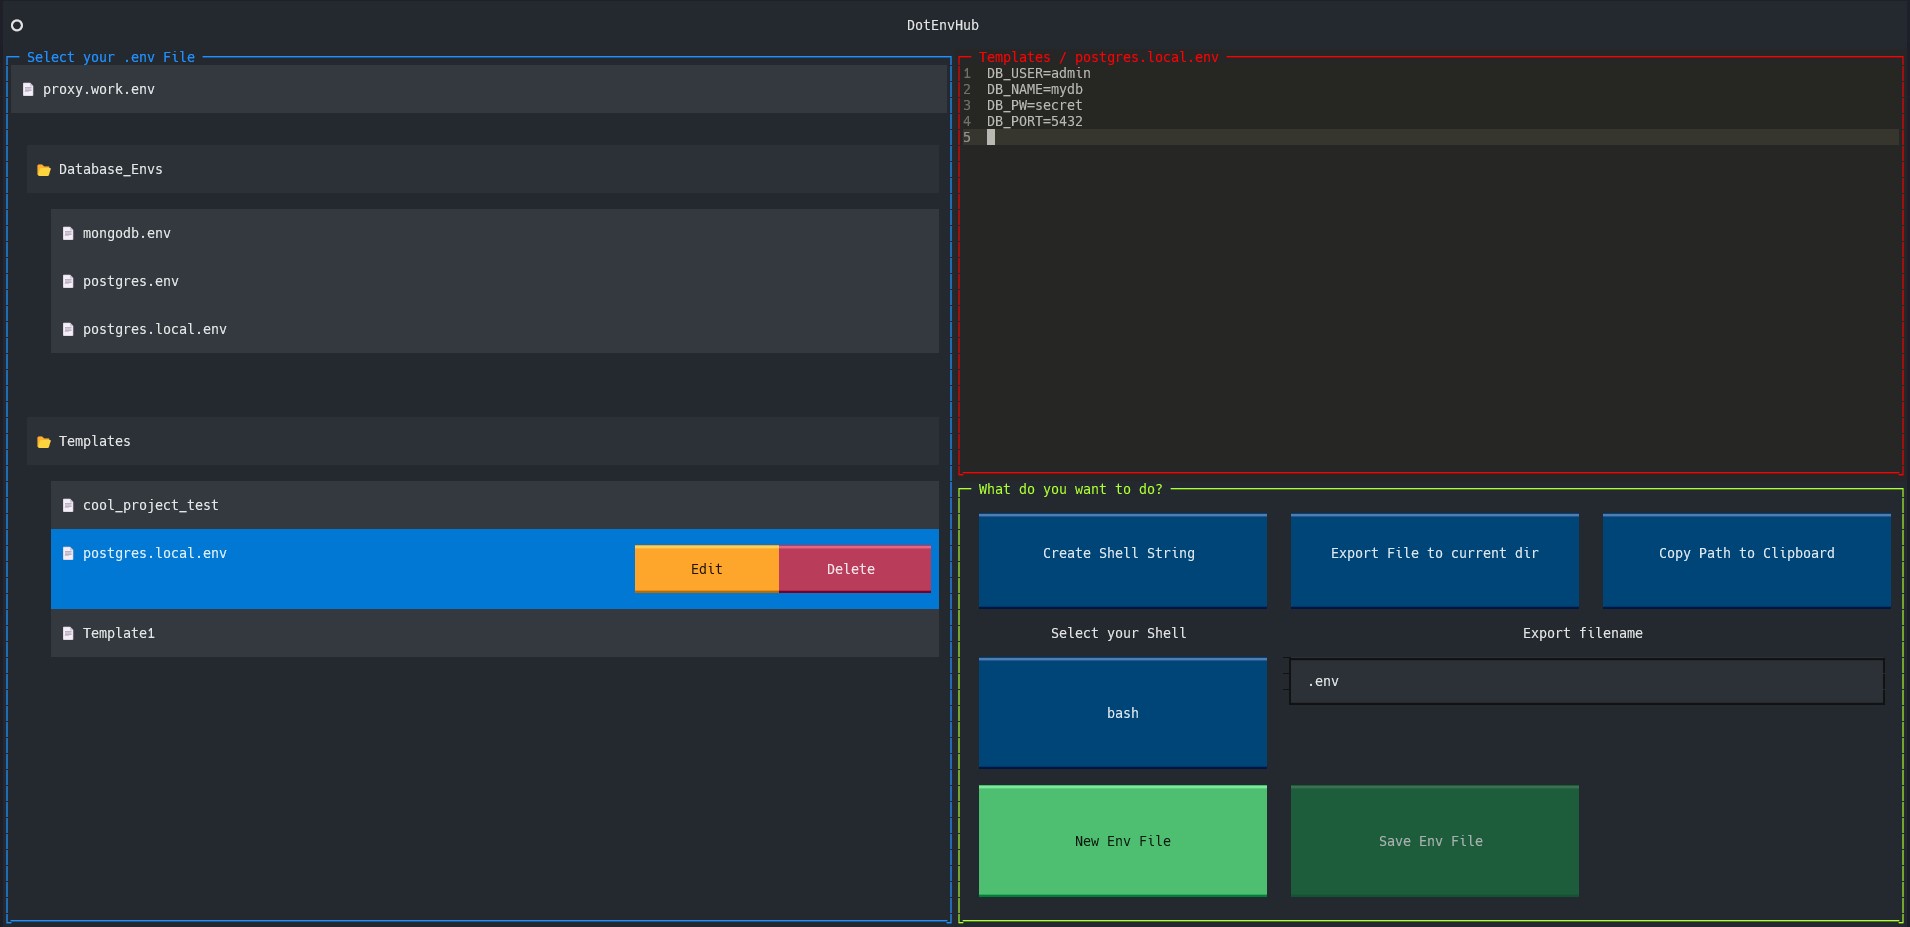 DotEnvHub
Select your .env File
proxy.work.env
Database_Envs
mongodb.env
postgres.env
postgres.local.env
Templates
cool_project_test
postgres.local.env
Edit
Delete
Template1
Templates / postgres.local.env
1 DB_USER=admin
2 DB_NAME=mydb
3 DB_PW=secret
4 DB_PORT=5432
5
What do you want to do?
Create Shell String
Export File to current dir
Copy Path to Clipboard
Select your Shell
Export filename
bash
.env
New Env File
Save Env File